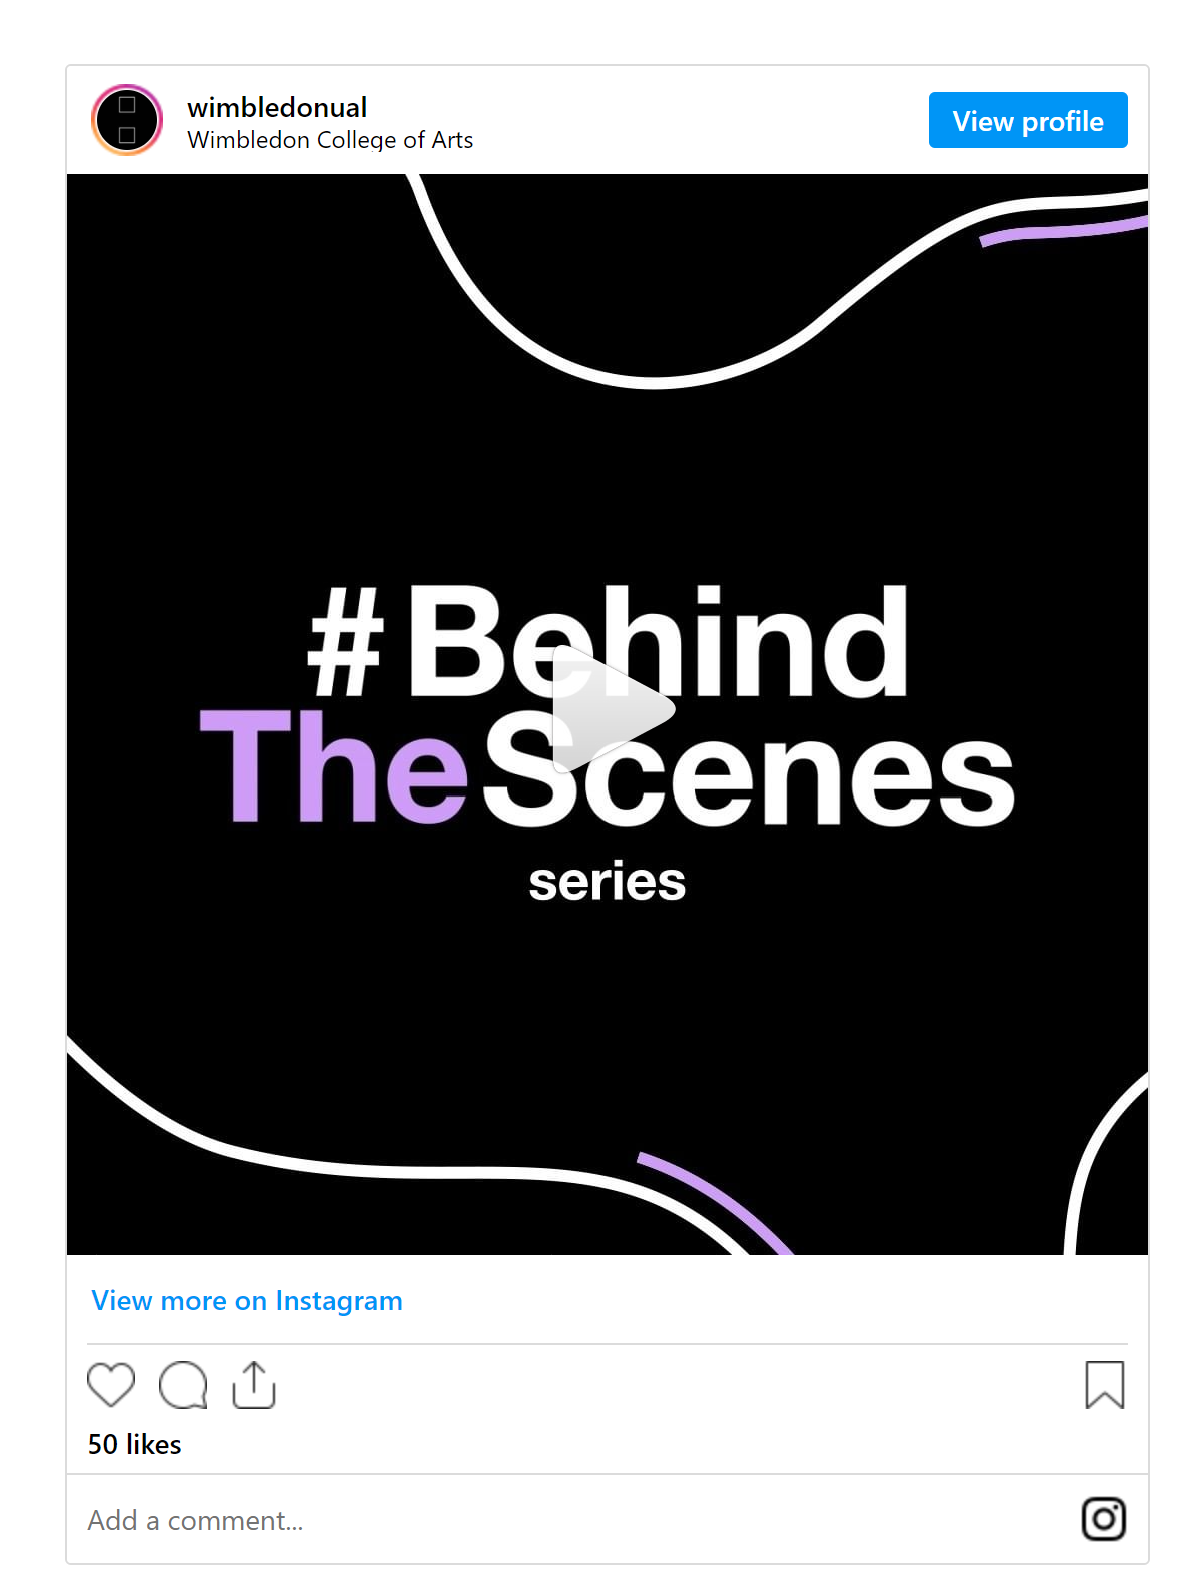 wimbledonual
Wimbledon College of Arts
View profile
#Behind
TheScenes
series
View more on Instagram
50 likes
Add a comment...